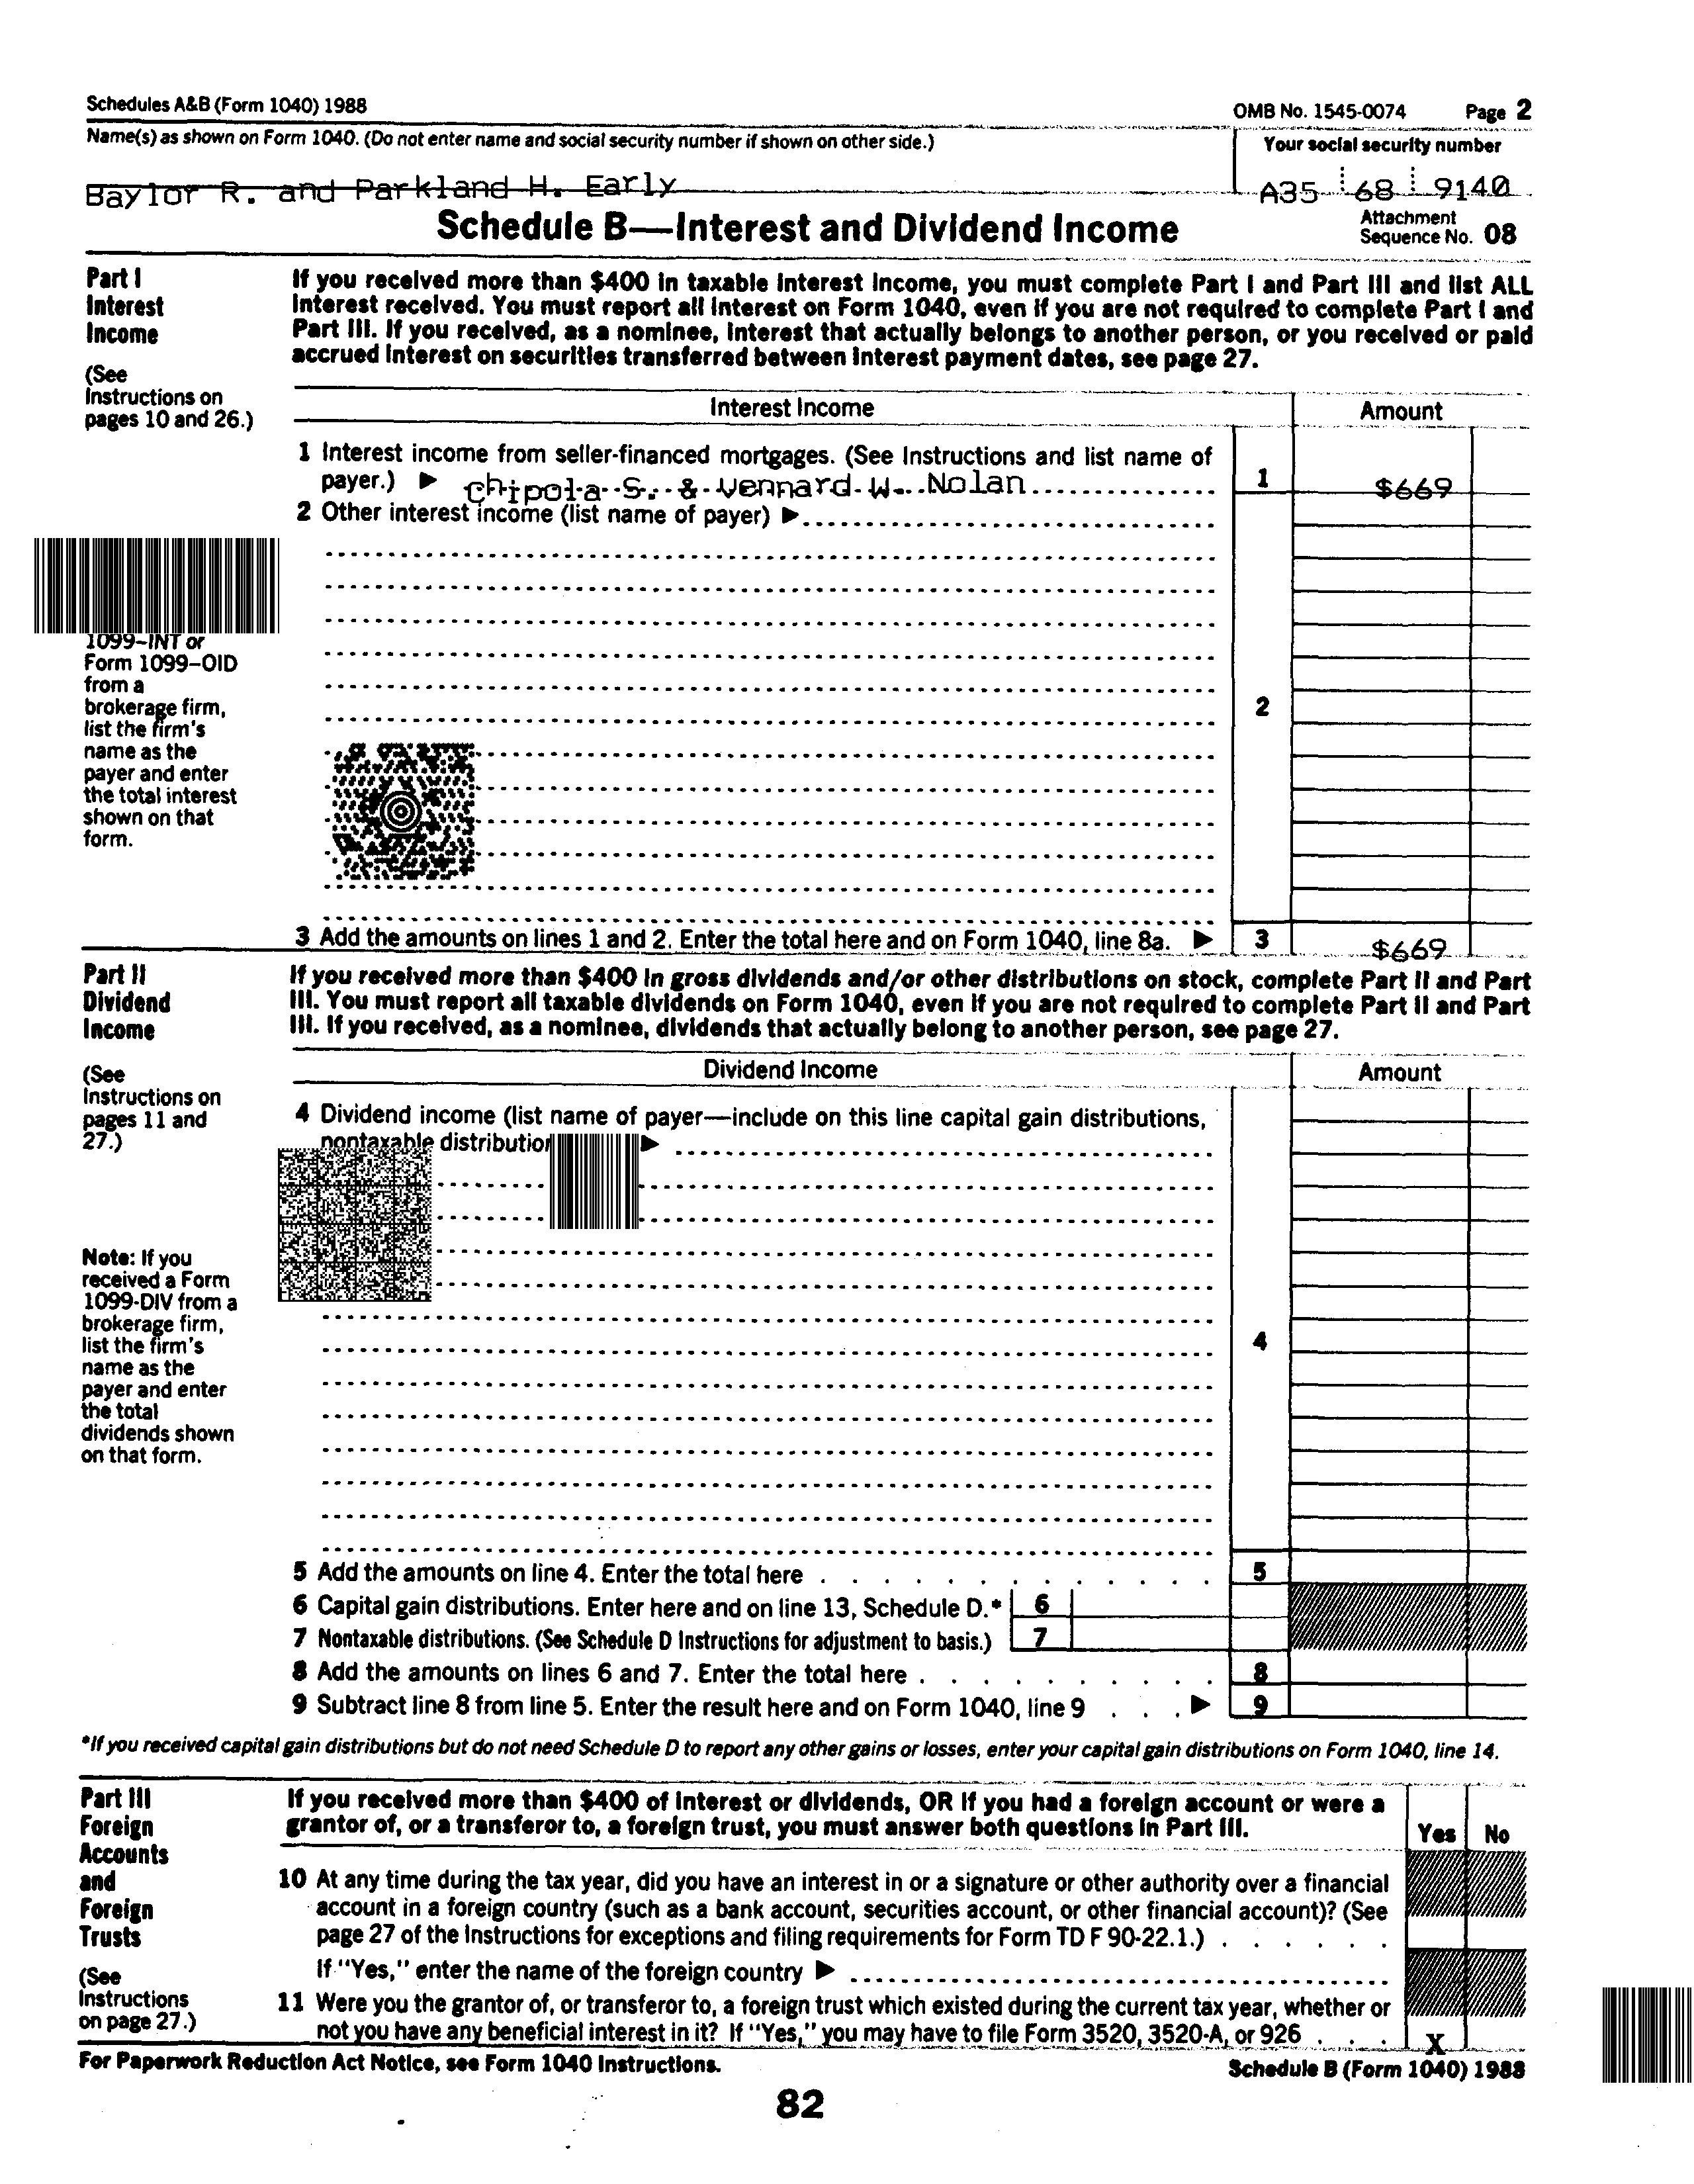 Schedules A&B (Form 1040) 1988
OMB No. 1545-0074 Page 2
Name(s) as shown on Form 1040. (Do not enter name and social security number if shown on other side.)
Your social security number
Baylor R. and Parkland H. Early
A35 68 9140
Schedule B—Interest and Dividend Income
Attachment
Sequence No. 08
Part I
Interest
Income
(See
Instructions on
pages 10 and 26.)
If you received more than $400 in taxable interest income, you must complete Part I and Part III and list ALL
interest received. You must report all interest on Form 1040, even if you are not required to complete Part I and
Part III. If you received, as a nominee, interest that actually belongs to another person, or you received or paid
accrued interest on securities transferred between interest payment dates, see page 27.
Interest Income
Amount
1 Interest income from seller-financed mortgages. (See Instructions and list name of
payer.) ▶ Chipola S. & Vennard W. Nolan
1 $669
2 Other interest income (list name of payer) ▶
1099-INT or
Form 1099-OID
from a
brokerage firm,
list the firm's
name as the
payer and enter
the total interest
shown on that
form.
2
3 Add the amounts on lines 1 and 2. Enter the total here and on Form 1040, line 8a. ▶ 3 $669
Part II
Dividend
Income
(See
Instructions on
pages 11 and
27.)
If you received more than $400 in gross dividends and/or other distributions on stock, complete Part II and Part
III. You must report all taxable dividends on Form 1040, even if you are not required to complete Part II and Part
III. If you received, as a nominee, dividends that actually belong to another person, see page 27.
Dividend Income
Amount
4 Dividend income (list name of payer—include on this line capital gain distributions,
nontaxable distribution ▶
Note: If you
received a Form
1099-DIV from a
brokerage firm,
list the firm's
name as the
payer and enter
the total
dividends shown
on that form.
4
5 Add the amounts on line 4. Enter the total here . . . 5
6 Capital gain distributions. Enter here and on line 13, Schedule D.* 6
7 Nontaxable distributions. (See Schedule D Instructions for adjustment to basis.) 7
8 Add the amounts on lines 6 and 7. Enter the total here . . . 8
9 Subtract line 8 from line 5. Enter the result here and on Form 1040, line 9 . . . ▶ 9
*If you received capital gain distributions but do not need Schedule D to report any other gains or losses, enter your capital gain distributions on Form 1040, line 14.
Part III
Foreign
Accounts
and
Foreign
Trusts
(See
Instructions
on page 27.)
If you received more than $400 of interest or dividends, OR if you had a foreign account or were a
grantor of, or a transferor to, a foreign trust, you must answer both questions in Part III.
Yes No
10 At any time during the tax year, did you have an interest in or a signature or other authority over a financial
account in a foreign country (such as a bank account, securities account, or other financial account)? (See
page 27 of the Instructions for exceptions and filing requirements for Form TD F 90-22.1.) . . .
If "Yes," enter the name of the foreign country ▶
11 Were you the grantor of, or transferor to, a foreign trust which existed during the current tax year, whether or
not you have any beneficial interest in it? If "Yes," you may have to file Form 3520, 3520-A, or 926 . . . X
For Paperwork Reduction Act Notice, see Form 1040 Instructions.
Schedule B (Form 1040) 1988
82